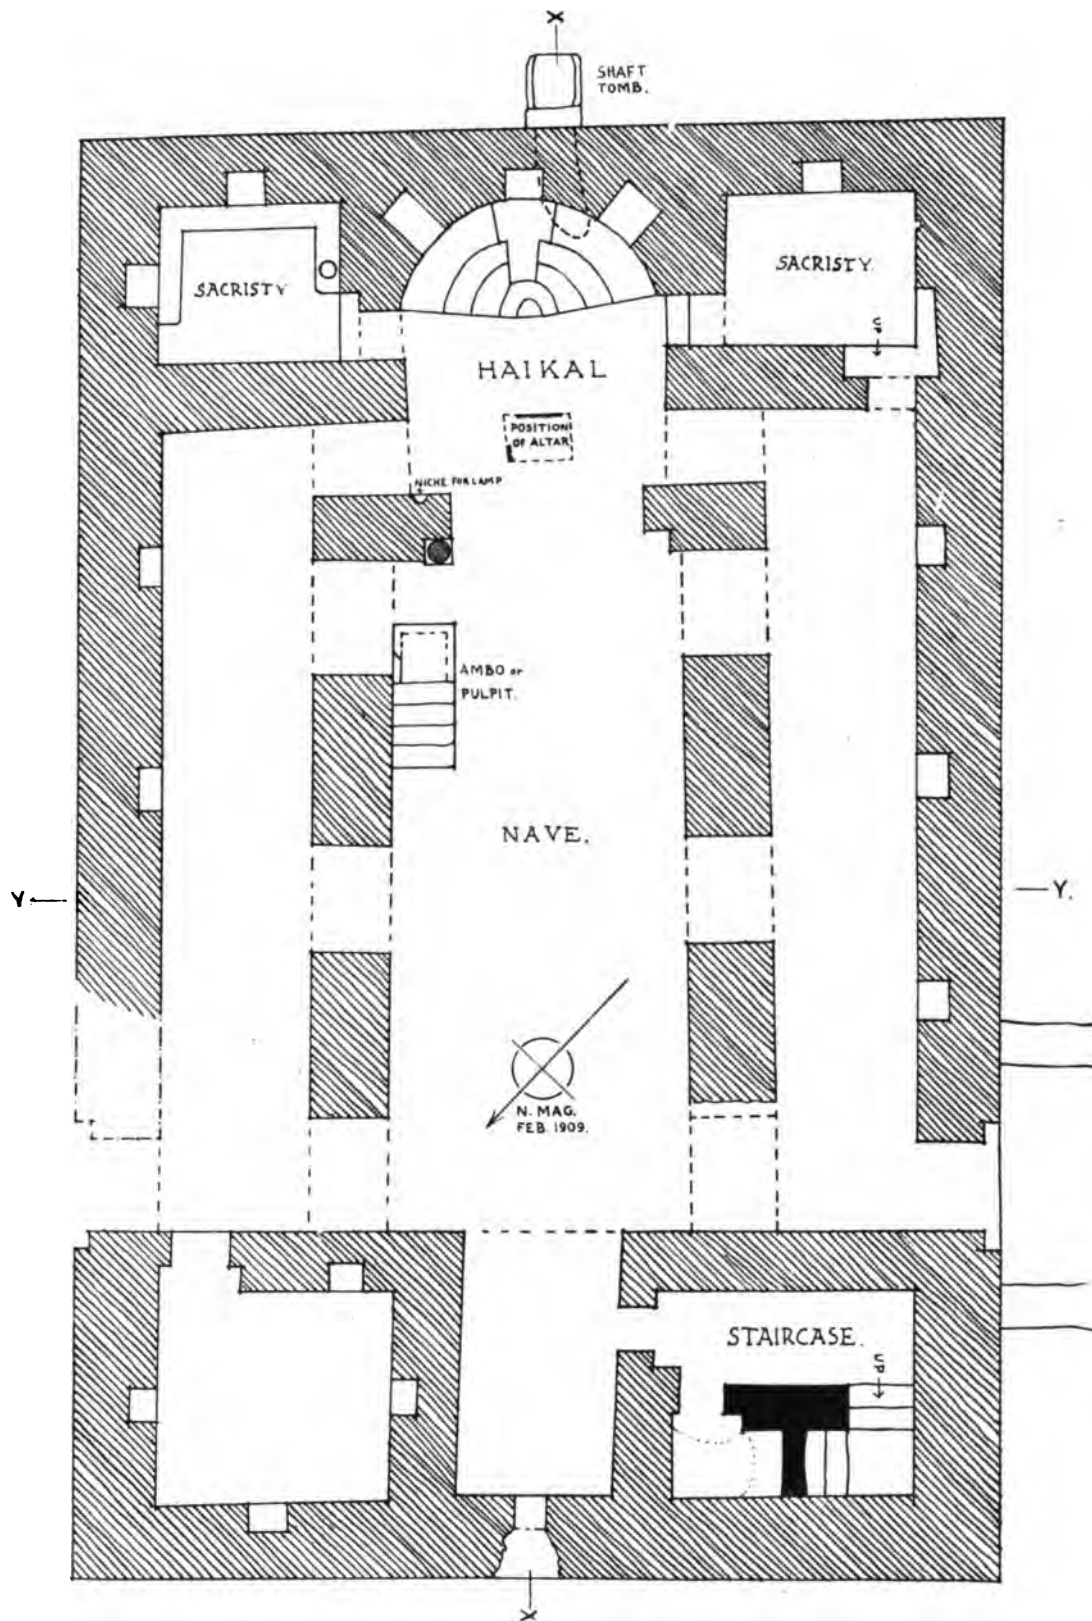 X
SHAFT
TOMB.
SACRISTY
SACRISTY.
UP
HAIKAL
POSITION
OF ALTAR
NICHE FOR LAMP
AMBO or
PULPIT.
NAVE.
Y
Y.
N. MAG.
FEB. 1909.
STAIRCASE.
UP
X